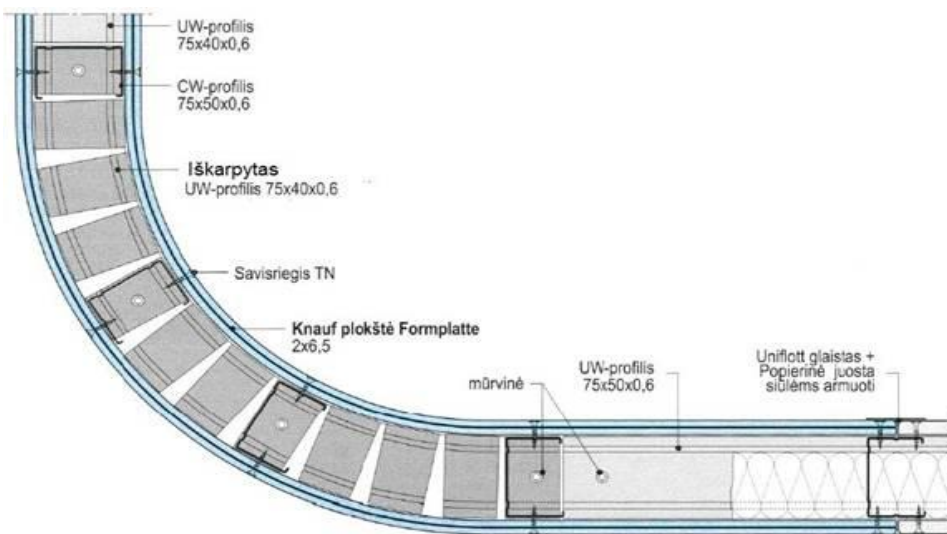 UW-profilis
75x40x0,6
CW-profilis
75x50x0,6
Iškarpytas
UW-profilis 75x40x0,6
Savisriegis TN
Knauf plokštė Formplatte
2x6,5
mūrvinė
UW-profilis
75x50x0,6
Uniflott glaistas +
Popierinė juosta
siūlėms armuoti